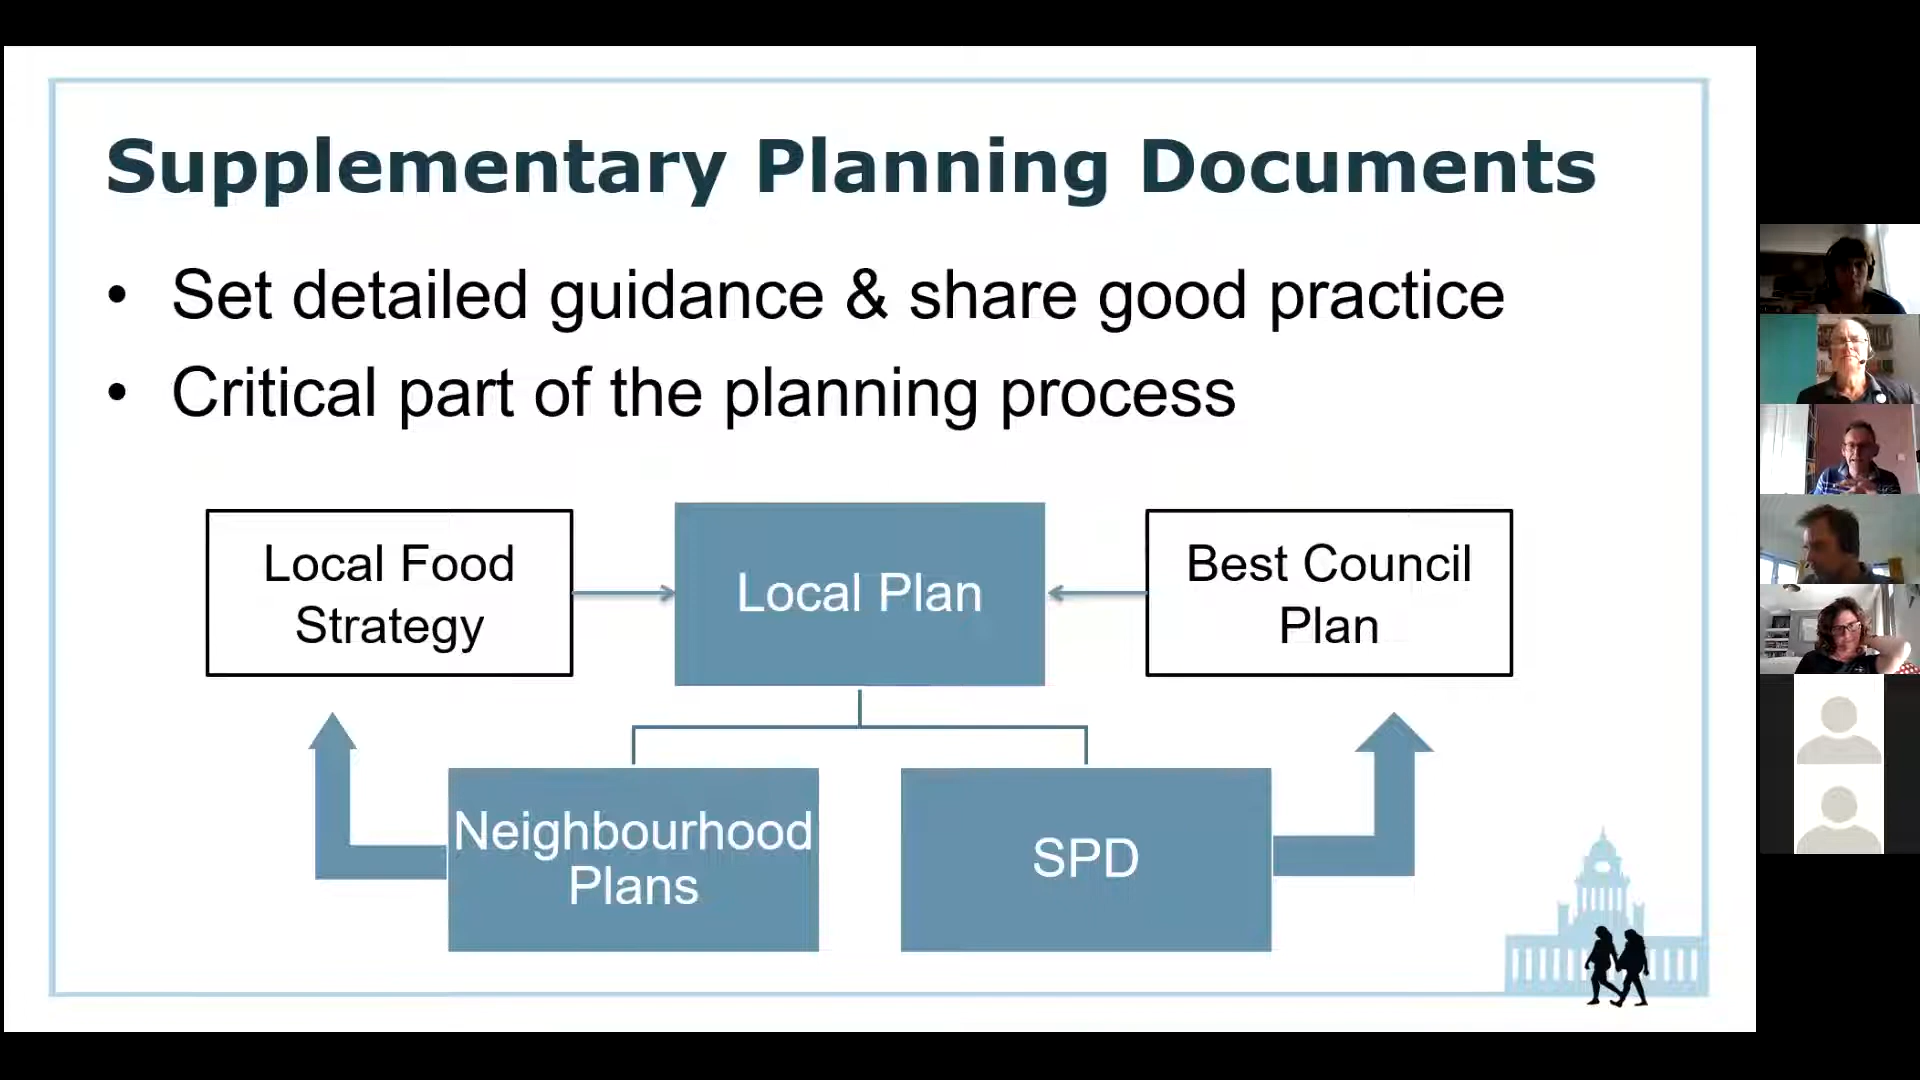 Supplementary Planning Documents
• Set detailed guidance & share good practice
• Critical part of the planning process
Local Food
Strategy
Local Plan
Best Council
Plan
Neighbourhood
Plans
SPD